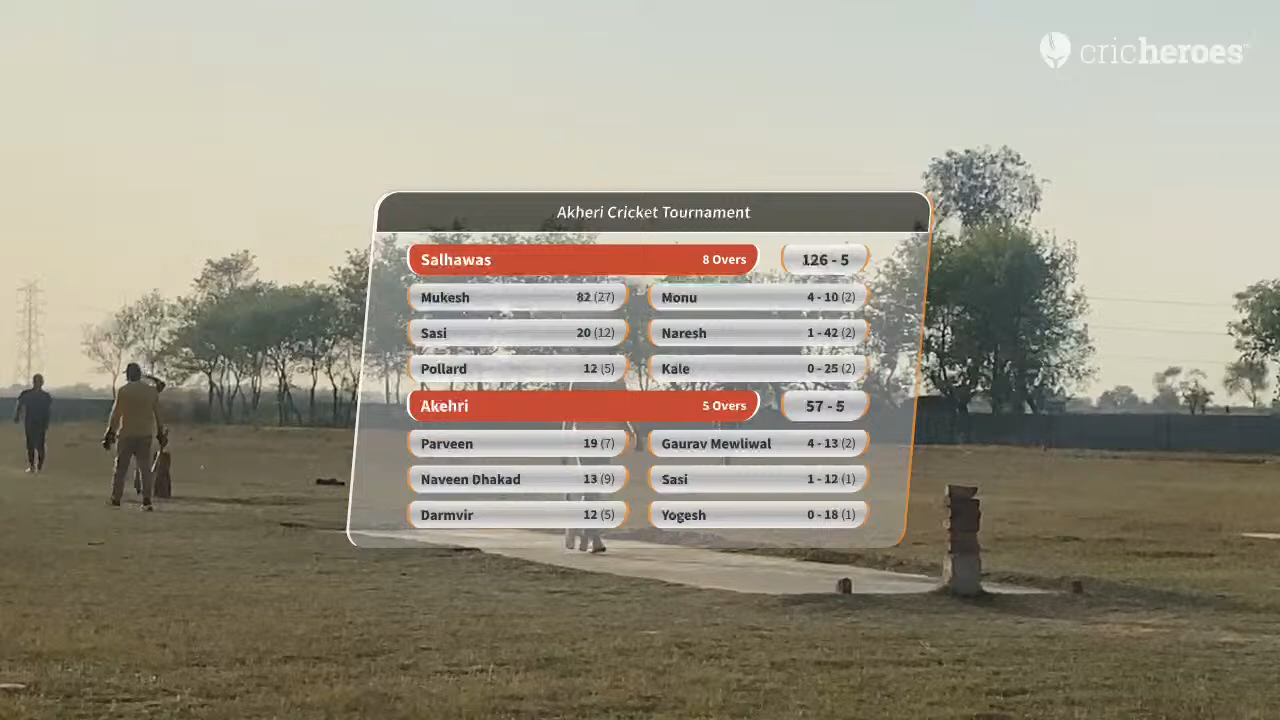 cricheroes
Akheri Cricket Tournament
Salhawas 8 Overs 126 - 5
Mukesh 82 (27) Monu 4 - 10 (2)
Sasi 20 (12) Naresh 1 - 42 (2)
Pollard 12 (5) Kale 0 - 25 (2)
Akehri 5 Overs 57 - 5
Parveen 19 (7) Gaurav Mewliwal 4 - 13 (2)
Naveen Dhakad 13 (9) Sasi 1 - 12 (1)
Darmvir 12 (5) Yogesh 0 - 18 (1)